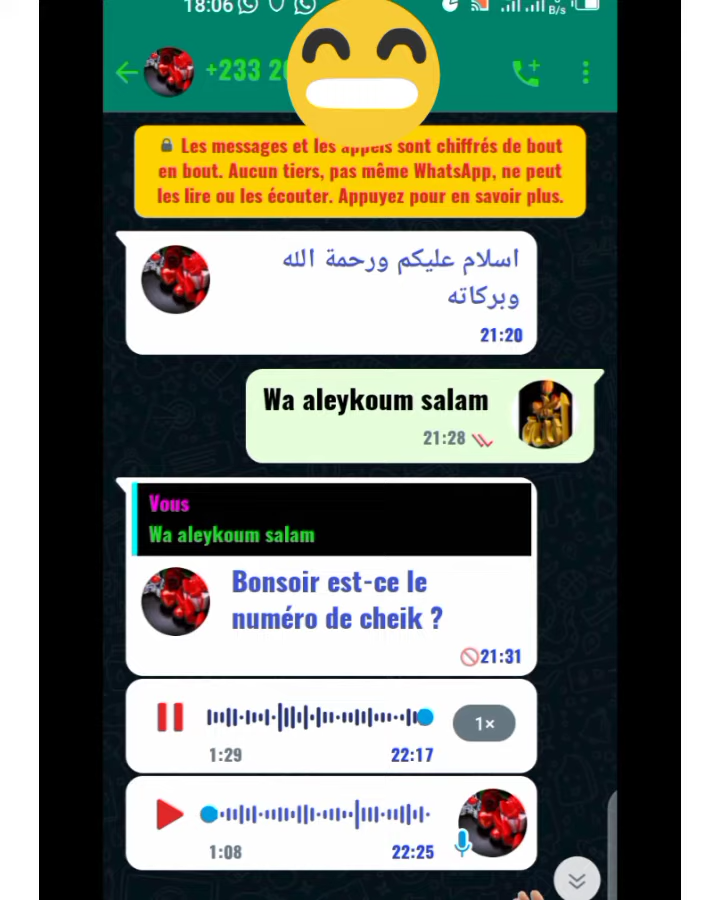 18:06
B/s
+233 20
Les messages et les appels sont chiffrés de bout
en bout. Aucun tiers, pas même WhatsApp, ne peut
les lire ou les écouter. Appuyez pour en savoir plus.
اسلام عليكم ورحمة الله
وبركاته
21:20
Wa aleykoum salam
21:28
Vous
Wa aleykoum salam
Bonsoir est-ce le
numéro de cheik ?
21:31
1×
1:29
22:17
1:08
22:25